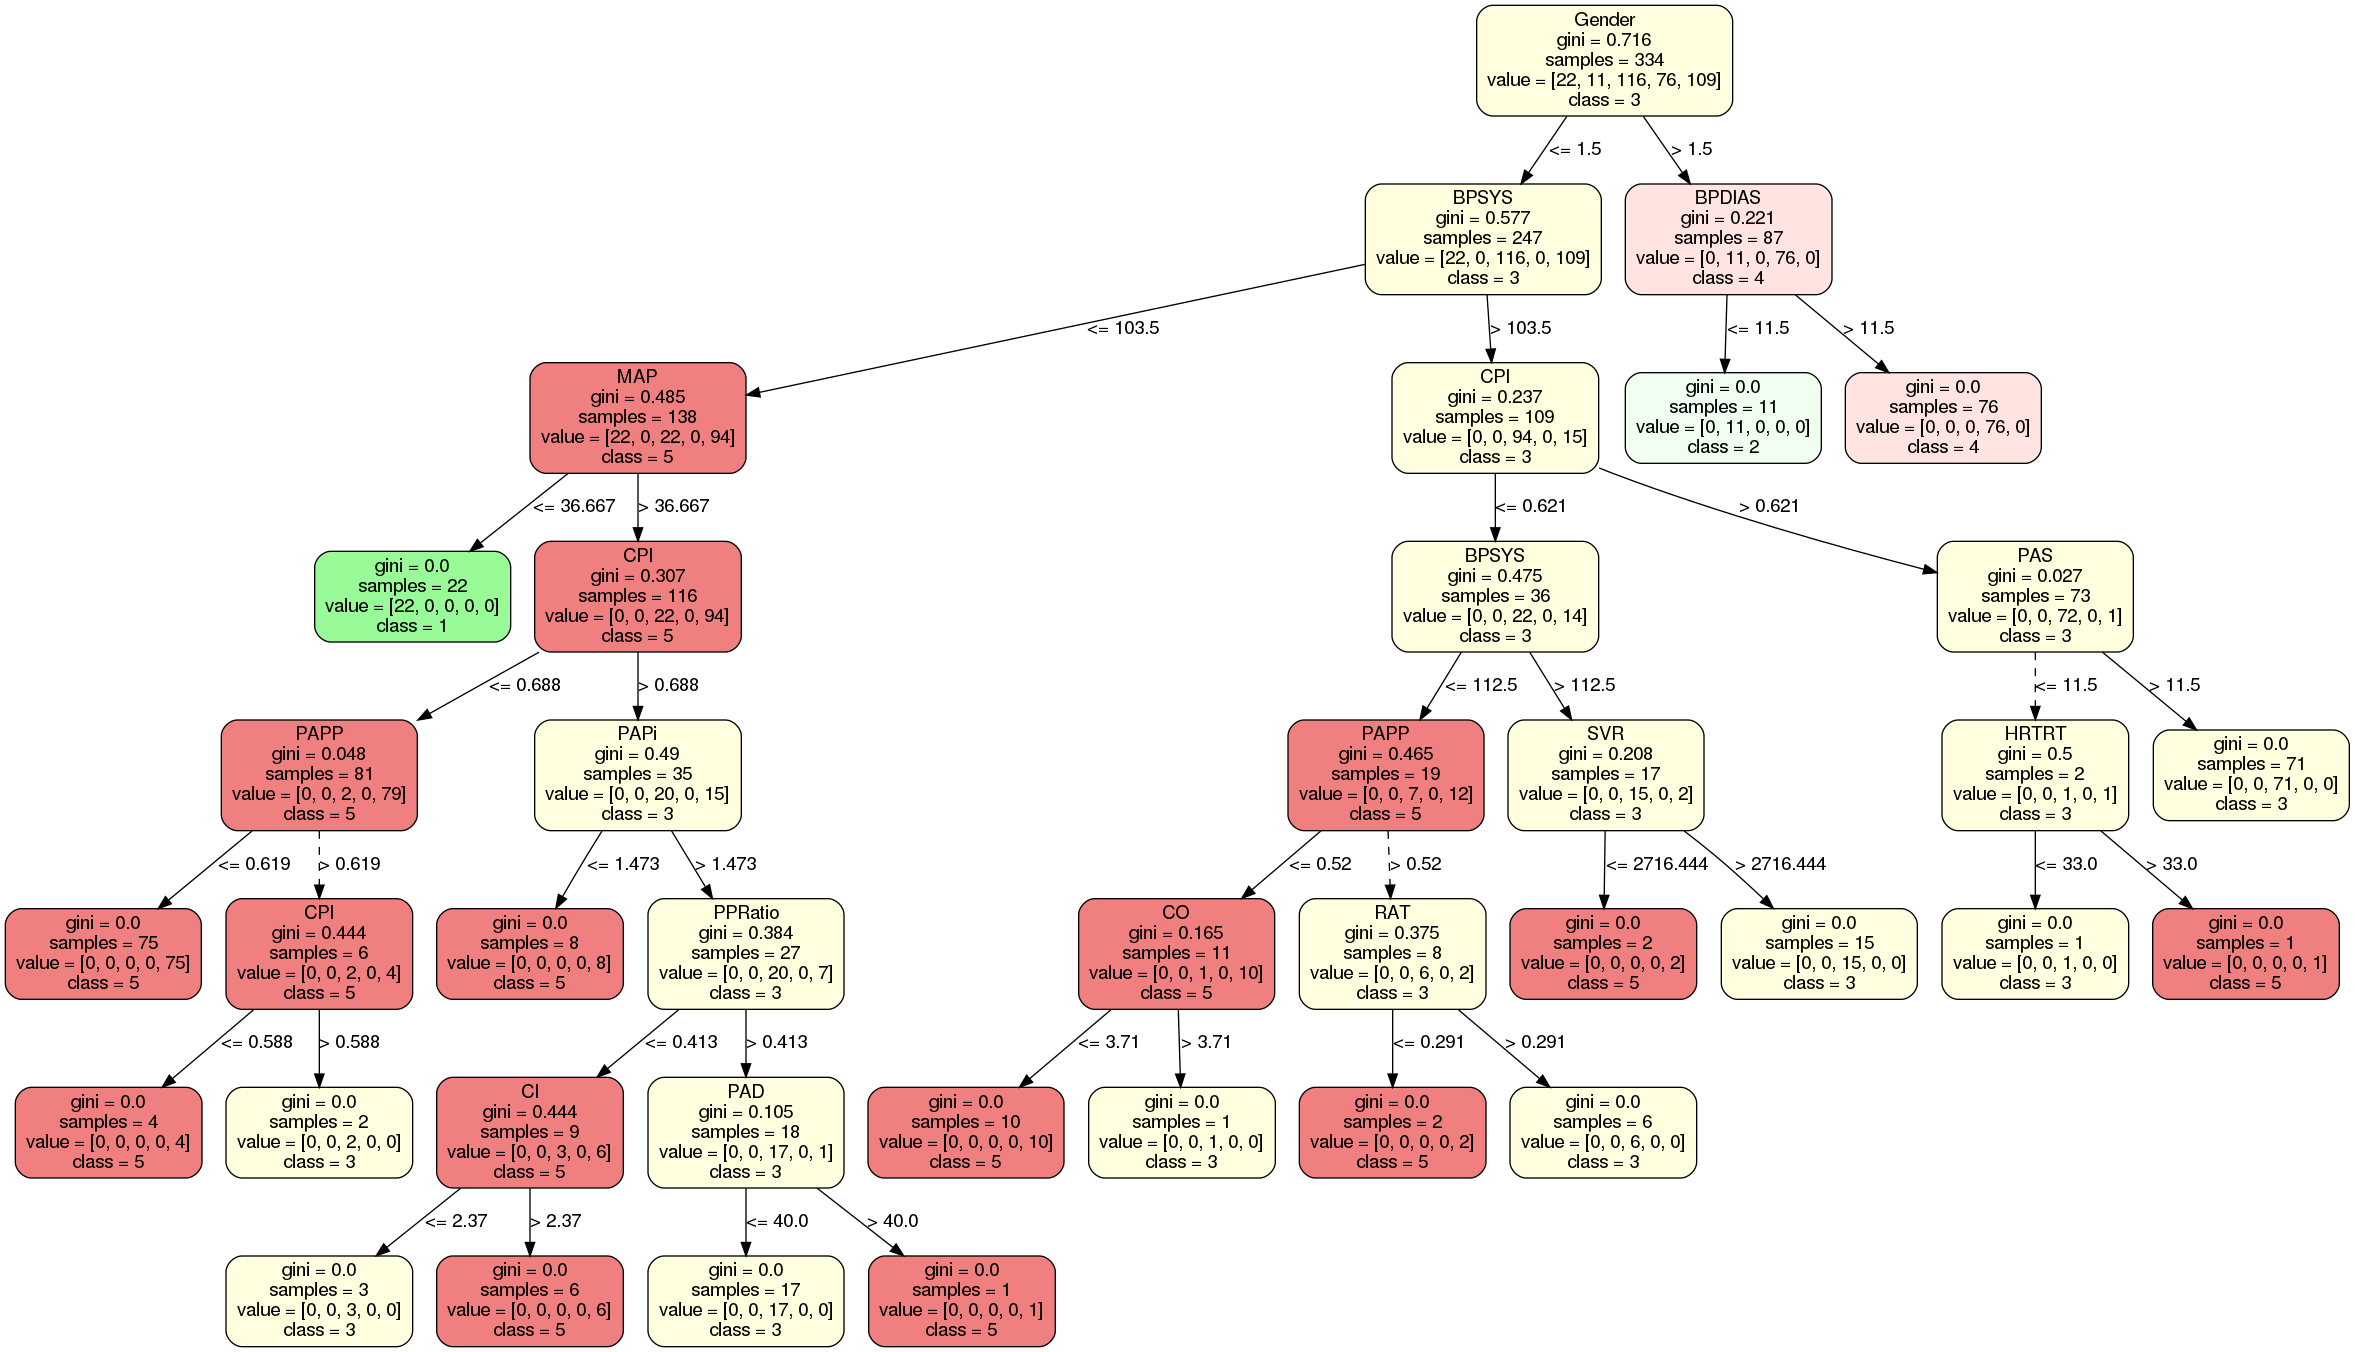 Gender
gini = 0.716
samples = 334
value = [22, 11, 116, 76, 109]
class = 3
<= 1.5
> 1.5
BPSYS
gini = 0.577
samples = 247
value = [22, 0, 116, 0, 109]
class = 3
BPDIAS
gini = 0.221
samples = 87
value = [0, 11, 0, 76, 0]
class = 4
<= 103.5
> 103.5
<= 11.5
> 11.5
MAP
gini = 0.485
samples = 138
value = [22, 0, 22, 0, 94]
class = 5
CPI
gini = 0.237
samples = 109
value = [0, 0, 94, 0, 15]
class = 3
gini = 0.0
samples = 11
value = [0, 11, 0, 0, 0]
class = 2
gini = 0.0
samples = 76
value = [0, 0, 0, 76, 0]
class = 4
<= 36.667
> 36.667
<= 0.621
> 0.621
gini = 0.0
samples = 22
value = [22, 0, 0, 0, 0]
class = 1
CPI
gini = 0.307
samples = 116
value = [0, 0, 22, 0, 94]
class = 5
BPSYS
gini = 0.475
samples = 36
value = [0, 0, 22, 0, 14]
class = 3
PAS
gini = 0.027
samples = 73
value = [0, 0, 72, 0, 1]
class = 3
<= 0.688
> 0.688
<= 112.5
> 112.5
<= 11.5
> 11.5
PAPP
gini = 0.048
samples = 81
value = [0, 0, 2, 0, 79]
class = 5
PAPi
gini = 0.49
samples = 35
value = [0, 0, 20, 0, 15]
class = 3
PAPP
gini = 0.465
samples = 19
value = [0, 0, 7, 0, 12]
class = 5
SVR
gini = 0.208
samples = 17
value = [0, 0, 15, 0, 2]
class = 3
HRTRT
gini = 0.5
samples = 2
value = [0, 0, 1, 0, 1]
class = 3
gini = 0.0
samples = 71
value = [0, 0, 71, 0, 0]
class = 3
<= 0.619
> 0.619
<= 1.473
> 1.473
<= 0.52
> 0.52
<= 2716.444
> 2716.444
<= 33.0
> 33.0
gini = 0.0
samples = 75
value = [0, 0, 0, 0, 75]
class = 5
CPI
gini = 0.444
samples = 6
value = [0, 0, 2, 0, 4]
class = 5
gini = 0.0
samples = 8
value = [0, 0, 0, 0, 8]
class = 5
PPRatio
gini = 0.384
samples = 27
value = [0, 0, 20, 0, 7]
class = 3
CO
gini = 0.165
samples = 11
value = [0, 0, 1, 0, 10]
class = 5
RAT
gini = 0.375
samples = 8
value = [0, 0, 6, 0, 2]
class = 3
gini = 0.0
samples = 2
value = [0, 0, 0, 0, 2]
class = 5
gini = 0.0
samples = 15
value = [0, 0, 15, 0, 0]
class = 3
gini = 0.0
samples = 1
value = [0, 0, 1, 0, 0]
class = 3
gini = 0.0
samples = 1
value = [0, 0, 0, 0, 1]
class = 5
<= 0.588
> 0.588
<= 0.413
> 0.413
<= 3.71
> 3.71
<= 0.291
> 0.291
gini = 0.0
samples = 4
value = [0, 0, 0, 0, 4]
class = 5
gini = 0.0
samples = 2
value = [0, 0, 2, 0, 0]
class = 3
CI
gini = 0.444
samples = 9
value = [0, 0, 3, 0, 6]
class = 5
PAD
gini = 0.105
samples = 18
value = [0, 0, 17, 0, 1]
class = 3
gini = 0.0
samples = 10
value = [0, 0, 0, 0, 10]
class = 5
gini = 0.0
samples = 1
value = [0, 0, 1, 0, 0]
class = 3
gini = 0.0
samples = 2
value = [0, 0, 0, 0, 2]
class = 5
gini = 0.0
samples = 6
value = [0, 0, 6, 0, 0]
class = 3
<= 2.37
> 2.37
<= 40.0
> 40.0
gini = 0.0
samples = 3
value = [0, 0, 3, 0, 0]
class = 3
gini = 0.0
samples = 6
value = [0, 0, 0, 0, 6]
class = 5
gini = 0.0
samples = 17
value = [0, 0, 17, 0, 0]
class = 3
gini = 0.0
samples = 1
value = [0, 0, 0, 0, 1]
class = 5